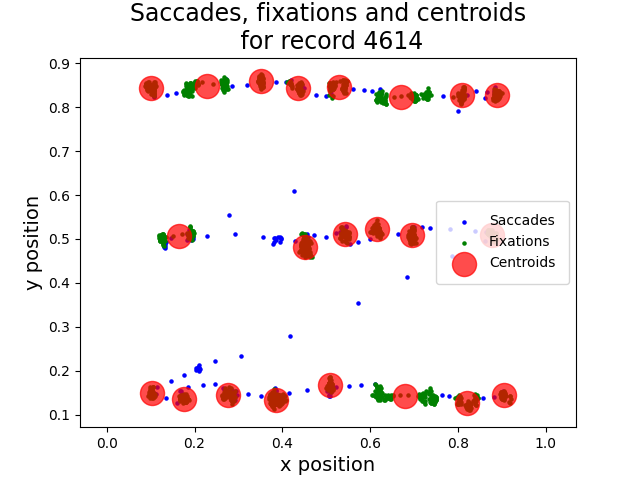 Saccades, fixations and centroids
for record 4614
0.9
0.8
0.7
0.6
0.5
0.4
0.3
0.2
0.1
y position
Saccades
Fixations
Centroids
0.0 0.2 0.4 0.6 0.8 1.0
x position